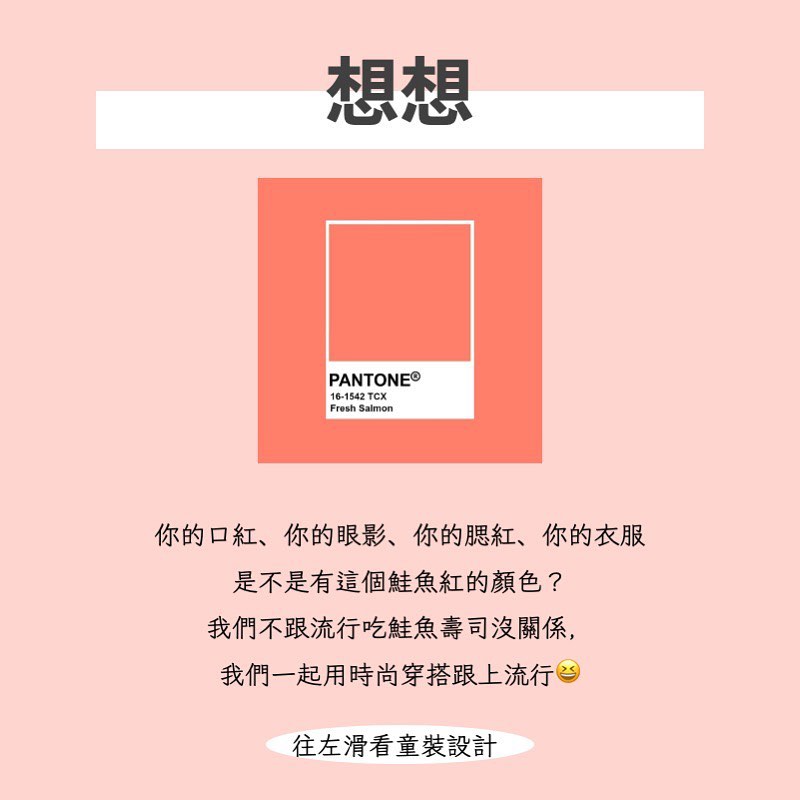 想想
PANTONE®
16-1542 TCX
Fresh Salmon
你的口紅、你的眼影、你的腮紅、你的衣服
是不是有這個鮭魚紅的顏色？
我們不跟流行吃鮭魚壽司沒關係,
我們一起用時尚穿搭跟上流行😆
往左滑看童裝設計